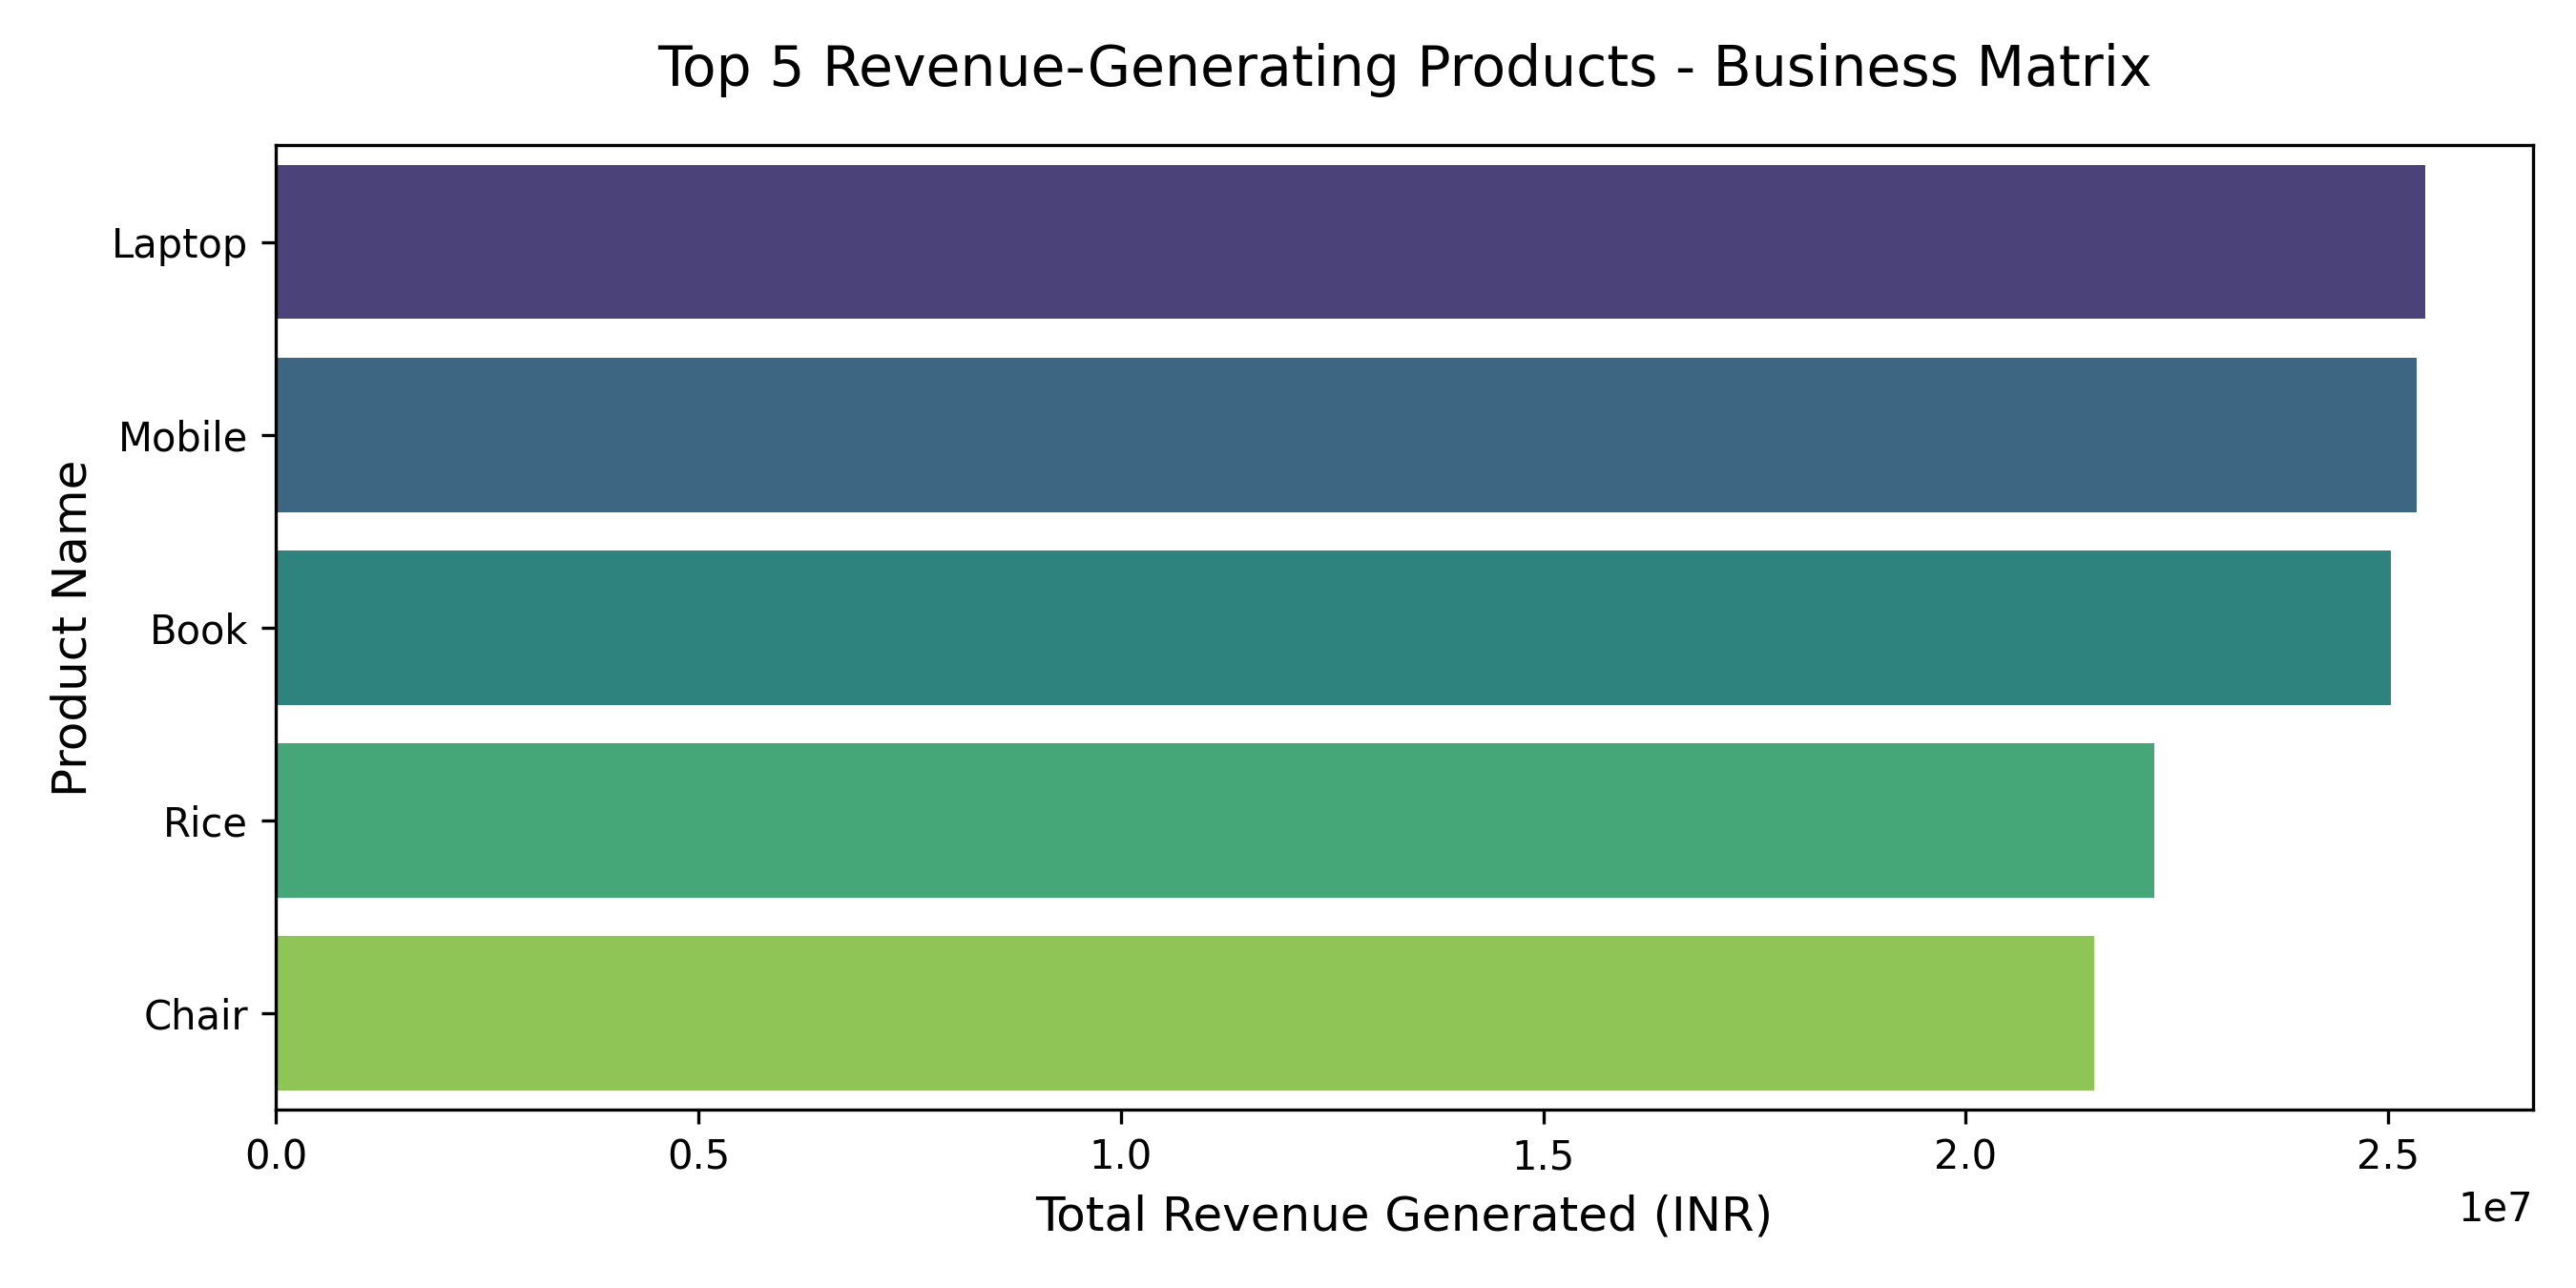 Top 5 Revenue-Generating Products - Business Matrix
Product Name
Laptop
Mobile
Book
Rice
Chair
0.0 0.5 1.0 1.5 2.0 2.5
1e7
Total Revenue Generated (INR)